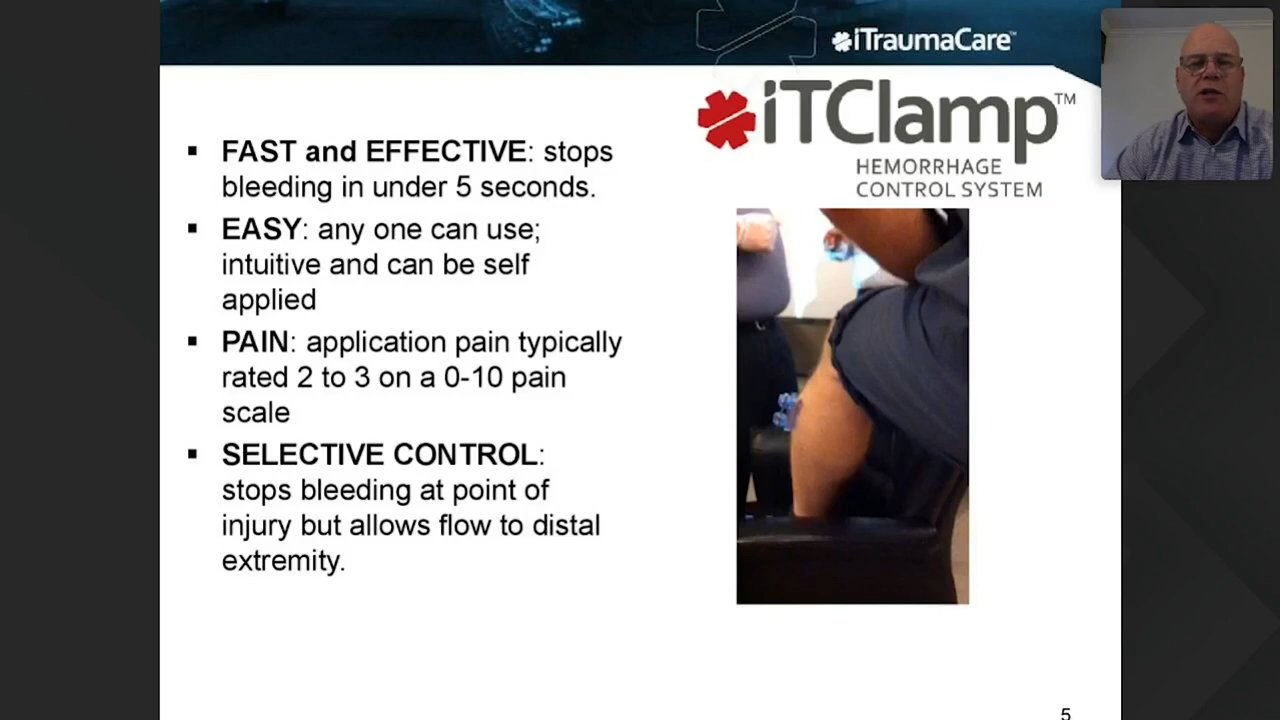 iTraumaCare™
iTClamp™
HEMORRHAGE
CONTROL SYSTEM
▪ FAST and EFFECTIVE: stops
bleeding in under 5 seconds.
▪ EASY: any one can use;
intuitive and can be self
applied
▪ PAIN: application pain typically
rated 2 to 3 on a 0-10 pain
scale
▪ SELECTIVE CONTROL:
stops bleeding at point of
injury but allows flow to distal
extremity.
5